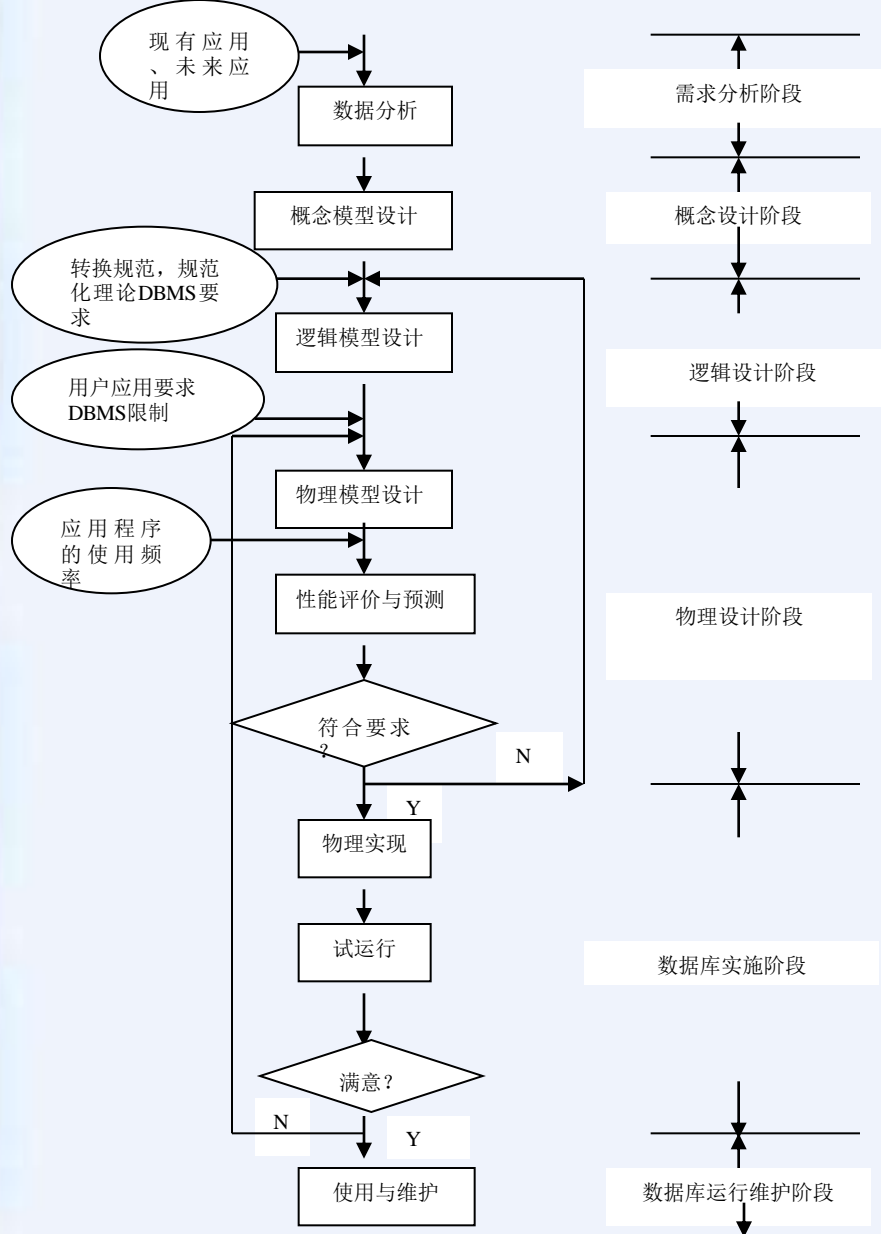 现有应用
、未来应
用
需求分析阶段
数据分析
概念模型设计
概念设计阶段
转换规范，规范
化理论DBMS要
求
逻辑模型设计
逻辑设计阶段
用户应用要求
DBMS限制
物理模型设计
应用程序
的使用频
率
性能评价与预测
物理设计阶段
符合要求
?
N
Y
物理实现
试运行
数据库实施阶段
满意?
N
Y
使用与维护
数据库运行维护阶段